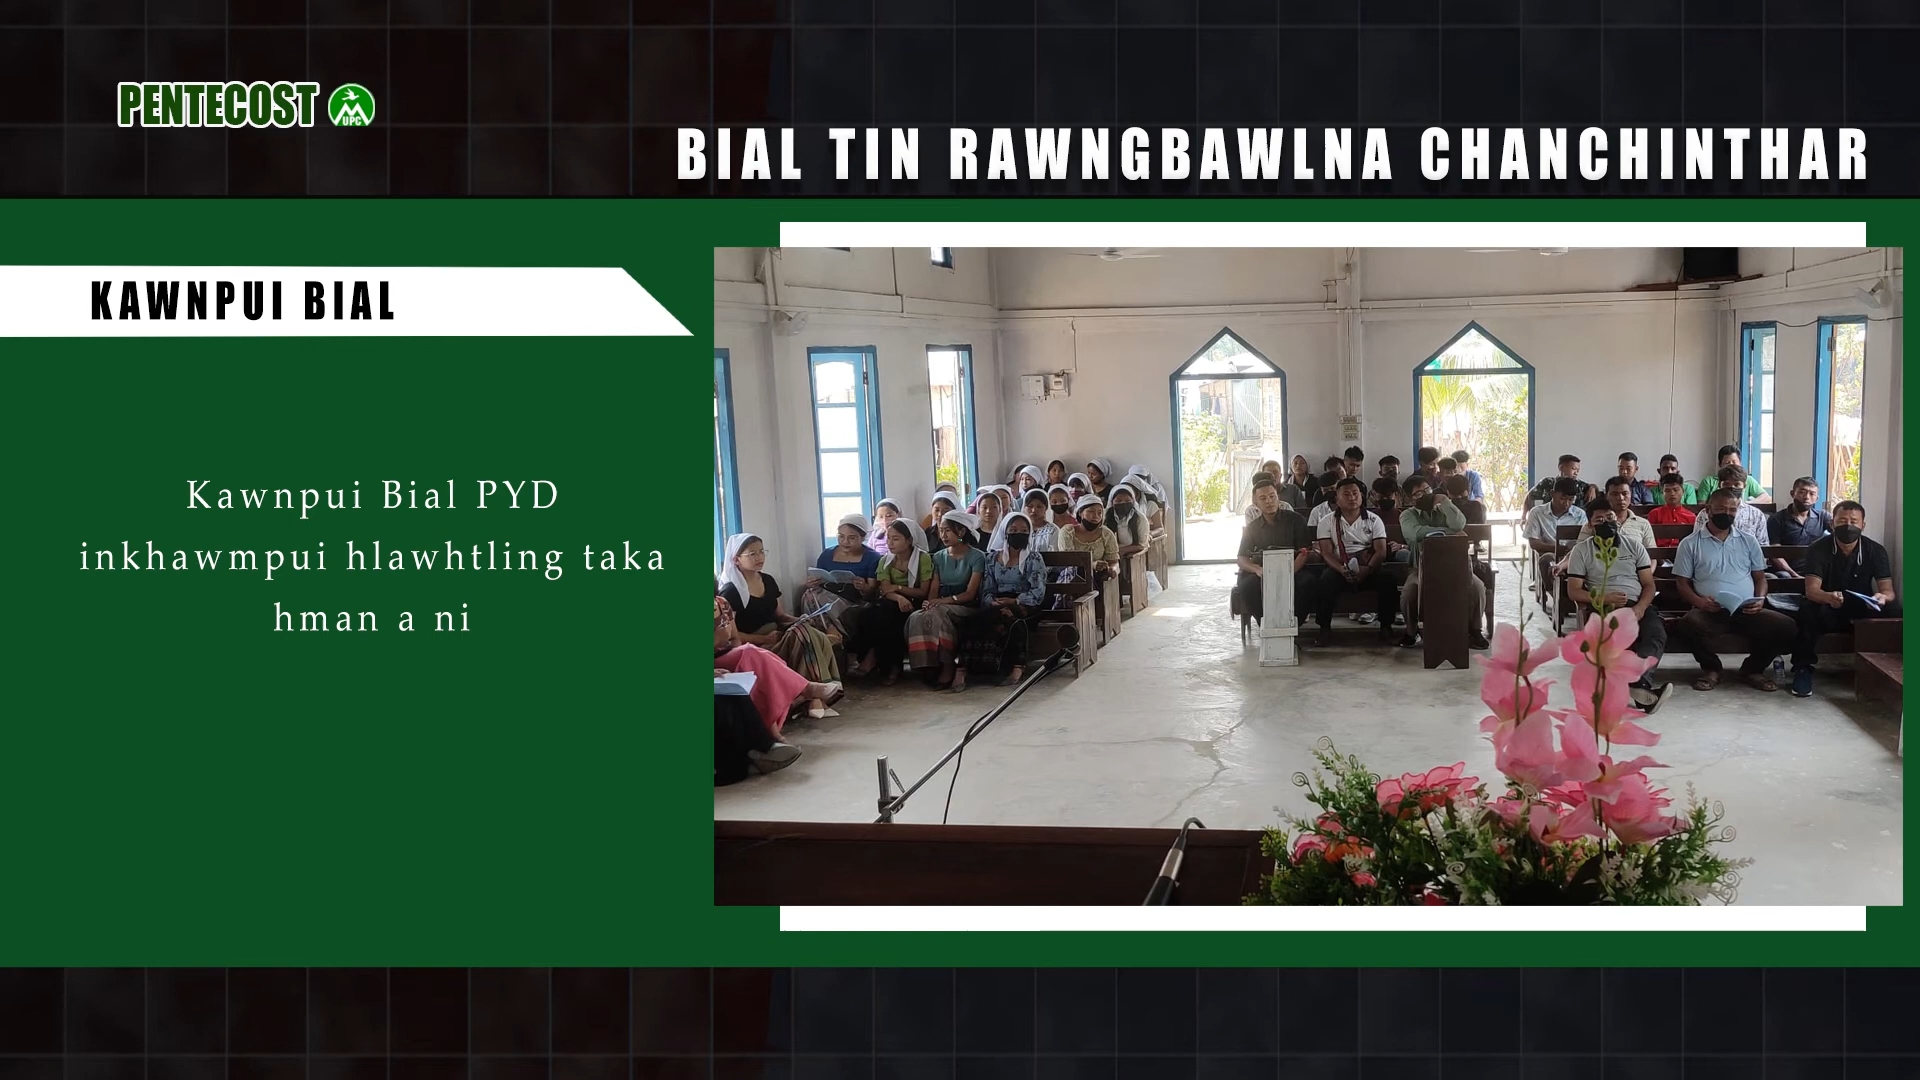 PENTECOST
UPC
BIAL TIN RAWNGBAWLNA CHANCHINTHAR
KAWNPUI BIAL
Kawnpui Bial PYD
inkhawmpui hlawhtling taka
hman a ni